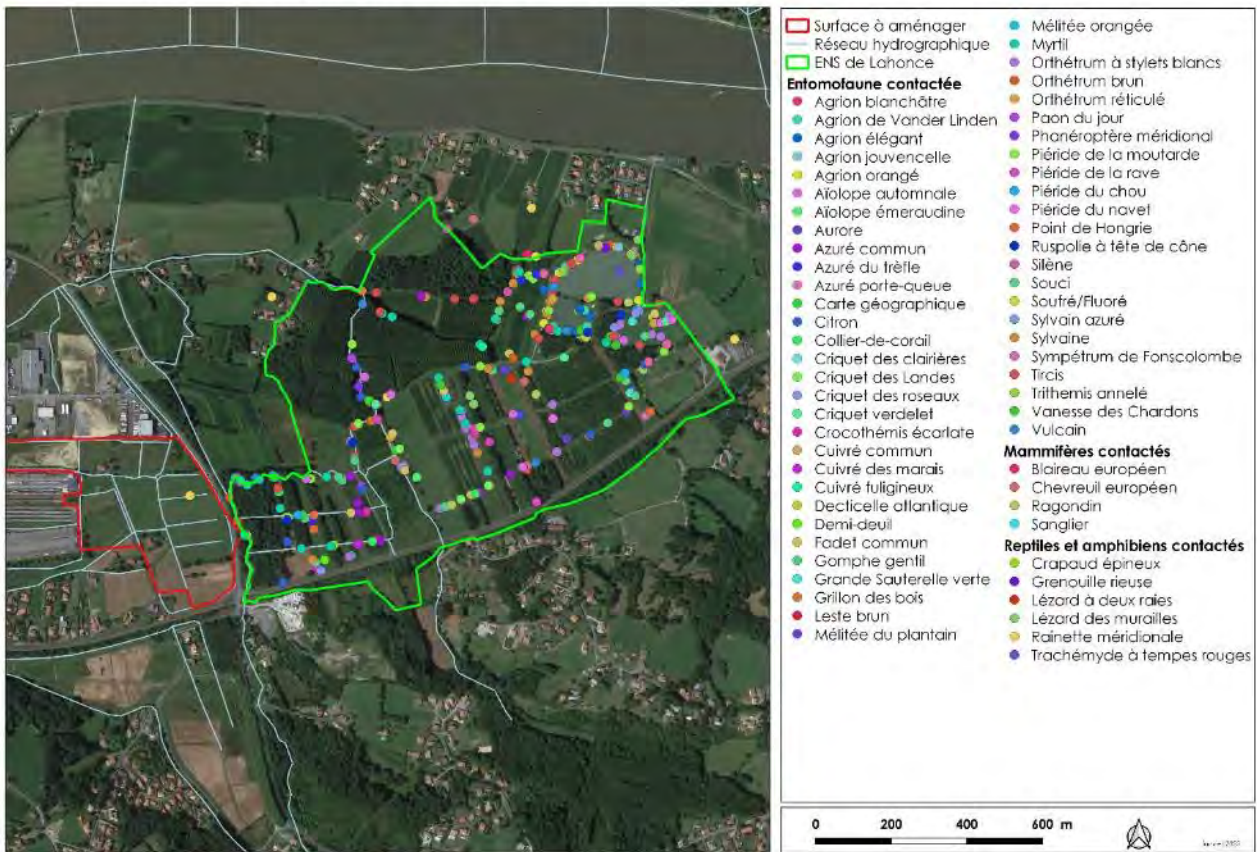 Surface à aménager
Réseau hydrographique
ENS de Lahonce
Entomofaune contactée
Agrion blanchâtre
Agrion de Vander Linden
Agrion élégant
Agrion jouvencelle
Agrion orangé
Aïolope automnale
Aïolope émeraudine
Aurore
Azuré commun
Azuré du trèfle
Azuré porte-queue
Carte géographique
Citron
Collier-de-corail
Criquet des clairières
Criquet des Landes
Criquet des roseaux
Criquet verdelet
Crocothémis écarlate
Cuivré commun
Cuivré des marais
Cuivré fuligineux
Decticelle atlantique
Demi-deuil
Fadet commun
Gomphe gentil
Grande Sauterelle verte
Grillon des bois
Leste brun
Mélitée du plantain
Mélitée orangée
Myrtil
Orthétrum à stylets blancs
Orthétrum brun
Orthétrum réticulé
Paon du jour
Phanéroptère méridional
Piéride de la moutarde
Piéride de la rave
Piéride du chou
Piéride du navet
Point de Hongrie
Ruspolie à tête de cône
Silène
Souci
Soufré/Fluoré
Sylvain azuré
Sylvaine
Sympétrum de Fonscolombe
Tircis
Trithemis annelé
Vanesse des Chardons
Vulcain
Mammifères contactés
Blaireau européen
Chevreuil européen
Ragondin
Sanglier
Reptiles et amphibiens contactés
Crapaud épineux
Grenouille rieuse
Lézard à deux raies
Lézard des murailles
Rainette méridionale
Trachémyde à tempes rouges
0 200 400 600 m